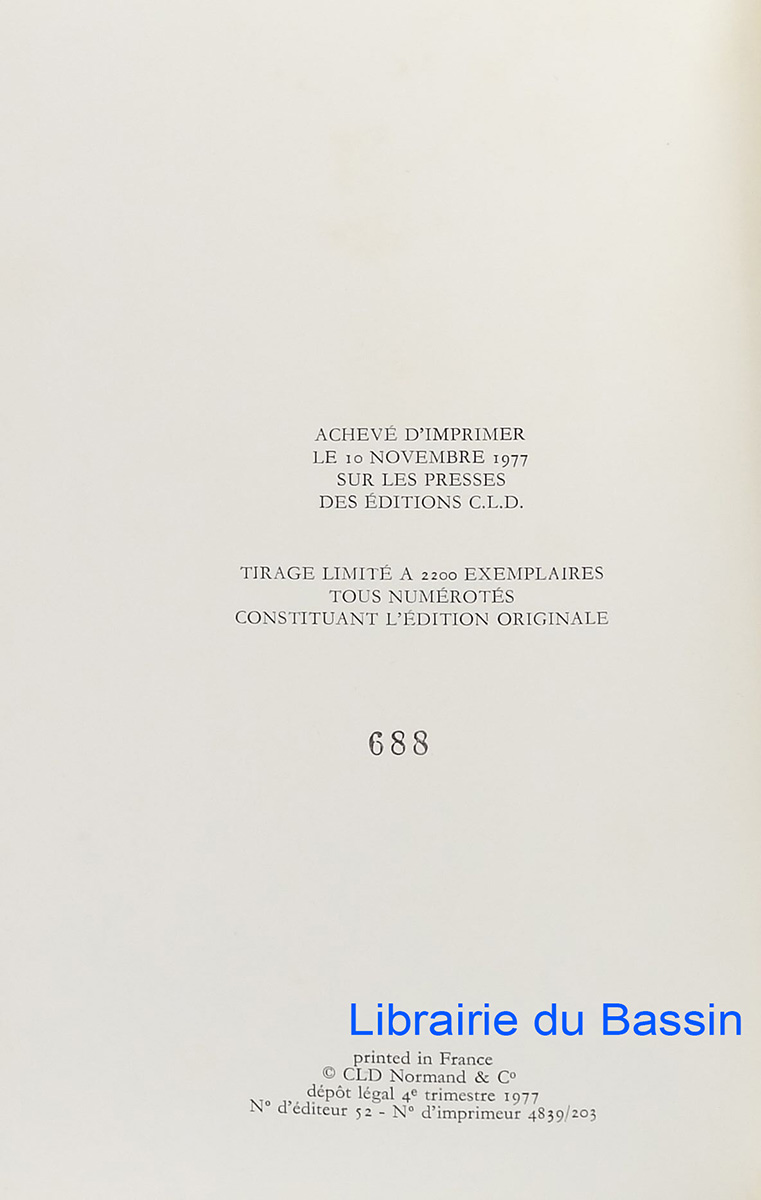 ACHEVÉ D'IMPRIMER
LE 10 NOVEMBRE 1977
SUR LES PRESSES
DES ÉDITIONS C.L.D.
TIRAGE LIMITÉ A 2200 EXEMPLAIRES
TOUS NUMÉROTÉS
CONSTITUANT L'ÉDITION ORIGINALE
688
Librairie du Bassin
printed in France
© CLD Normand & Cº
dépôt légal 4e trimestre 1977
Nº d'éditeur 52 - Nº d'imprimeur 4839/203